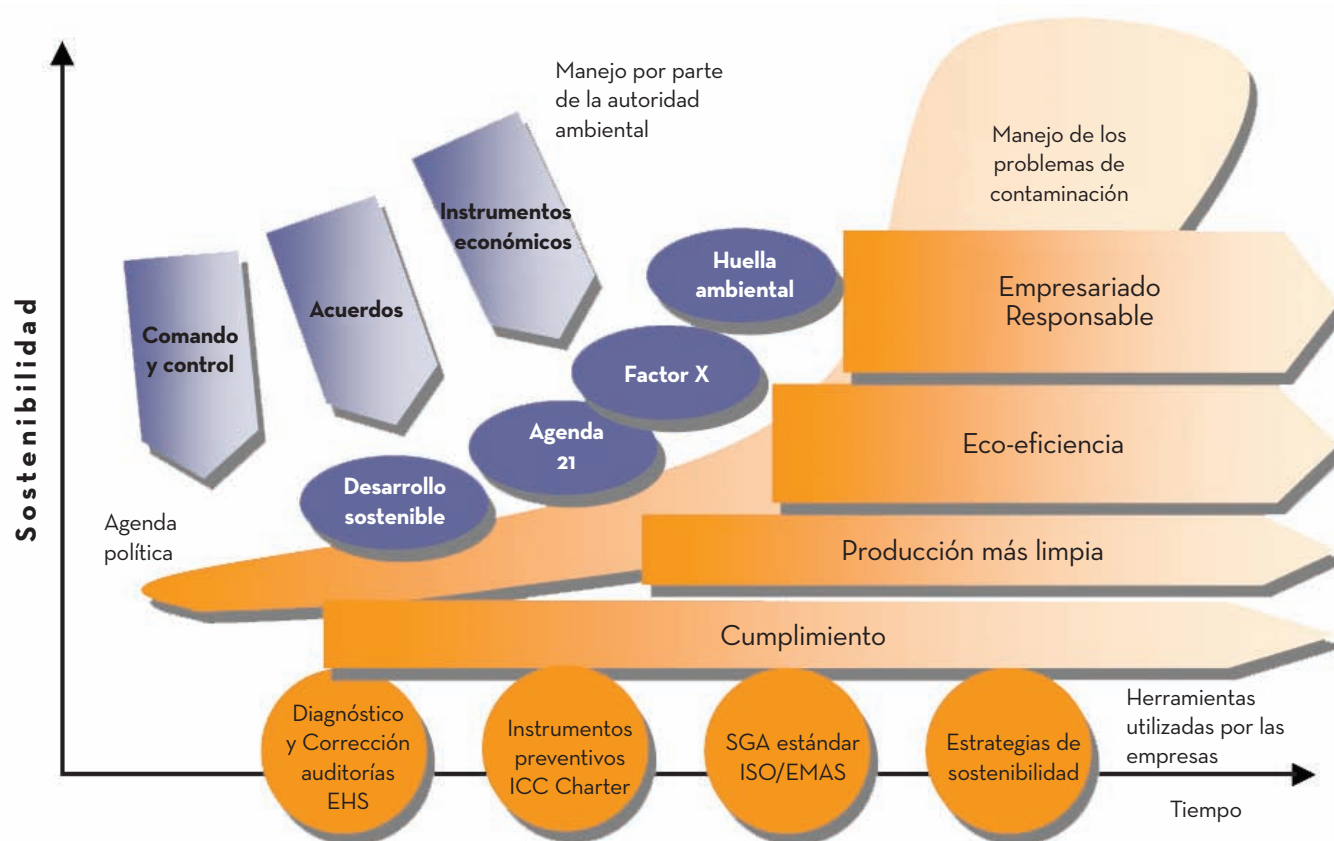 Sostenibilidad
Manejo por parte
de la autoridad
ambiental
Comando
y control
Acuerdos
Instrumentos
económicos
Agenda
política
Desarrollo
sostenible
Agenda
21
Factor X
Huella
ambiental
Manejo de los
problemas de
contaminación
Empresariado
Responsable
Eco-eficiencia
Producción más limpia
Cumplimiento
Diagnóstico
y Corrección
auditorías
EHS
Instrumentos
preventivos
ICC Charter
SGA estándar
ISO/EMAS
Estrategias de
sostenibilidad
Herramientas
utilizadas por las
empresas
Tiempo